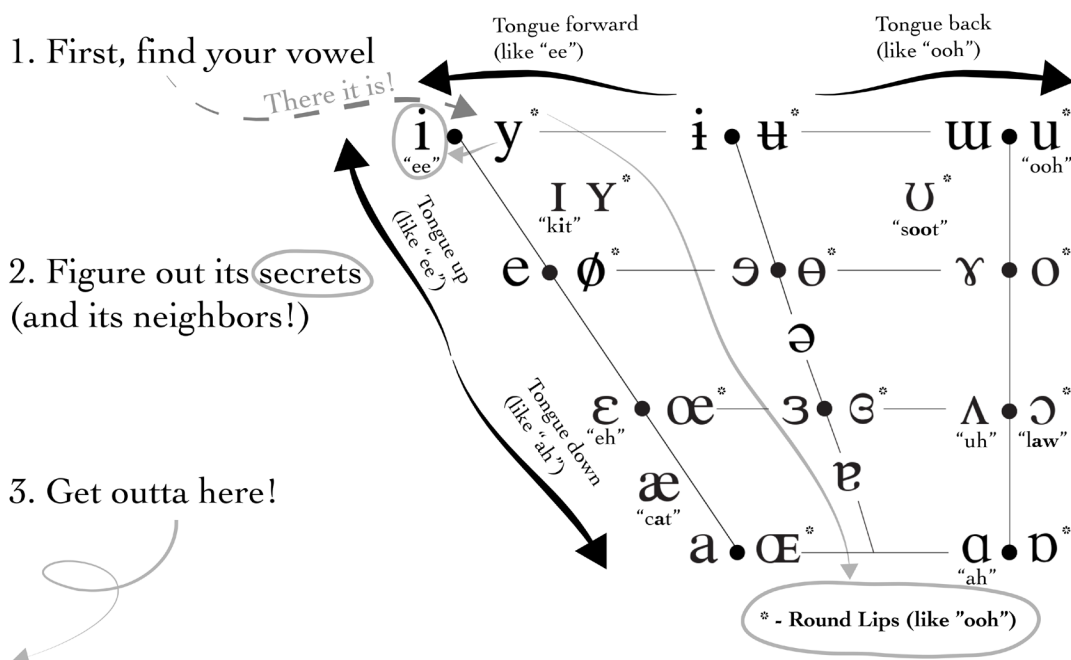 Tongue forward
(like “ee”)
Tongue back
(like “ooh”)
1. First, find your vowel
There it is!
i y* ɨ ʉ* ɯ u*
“ee” “ooh”
I Y* Ʊ*
“kit” “soot”
Tongue up
(like “ee”)
2. Figure out its secrets
(and its neighbors!)
e ø* ɘ ɵ* ɤ o*
ə
Tongue down
(like “ah”)
ɛ œ* ɜ ɞ* ʌ ɔ*
“eh” “uh” “law”
ɐ
æ
“cat”
3. Get outta here!
a Œ* ɑ ɒ*
“ah”
* - Round Lips (like ”ooh”)